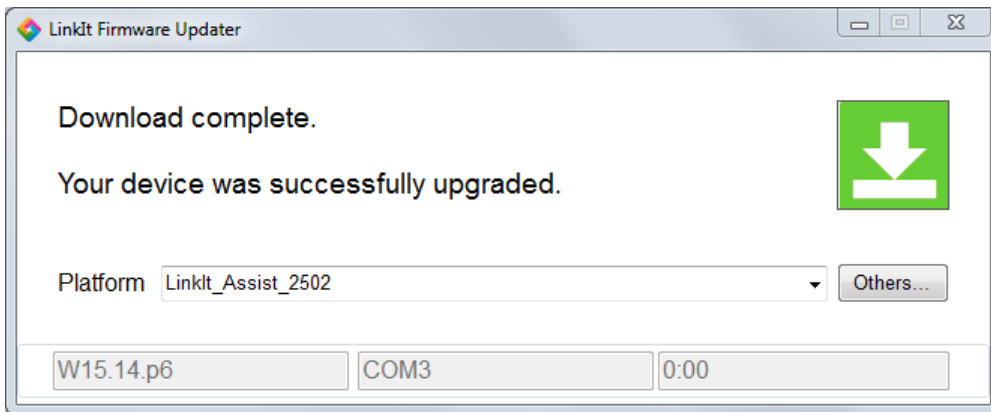 LinkIt Firmware Updater
Download complete.
Your device was successfully upgraded.
Platform LinkIt_Assist_2502 Others...
W15.14.p6 COM3 0:00